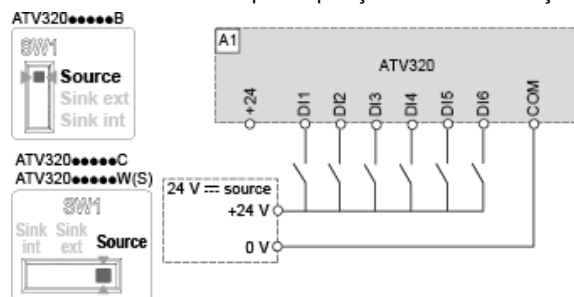 ATV320●●●●●B
SW1
Source
Sink ext
Sink int
ATV320●●●●●C
ATV320●●●●●W(S)
SW1
Sink int
Sink ext
Source
A1
ATV320
+24
DI1
DI2
DI3
DI4
DI5
DI6
COM
24 V ⎓ source
+24 V
0 V